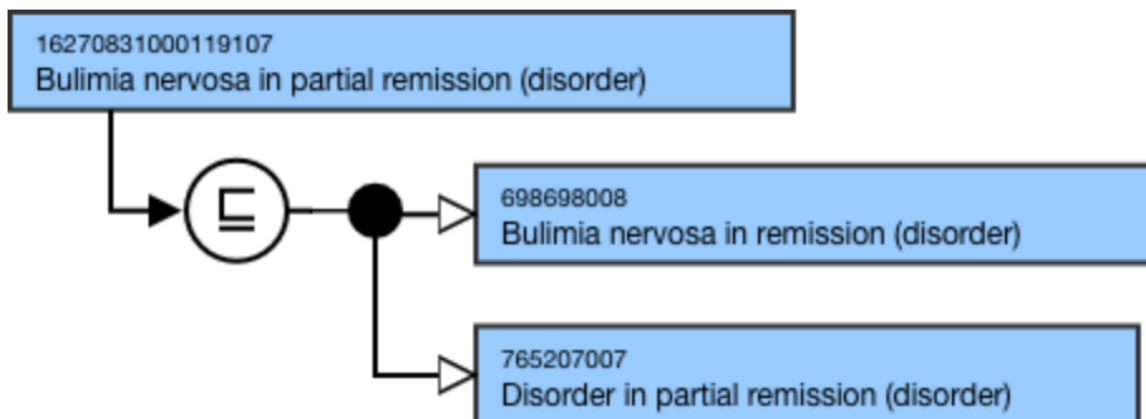 16270831000119107
Bulimia nervosa in partial remission (disorder)
⊑
698698008
Bulimia nervosa in remission (disorder)
765207007
Disorder in partial remission (disorder)